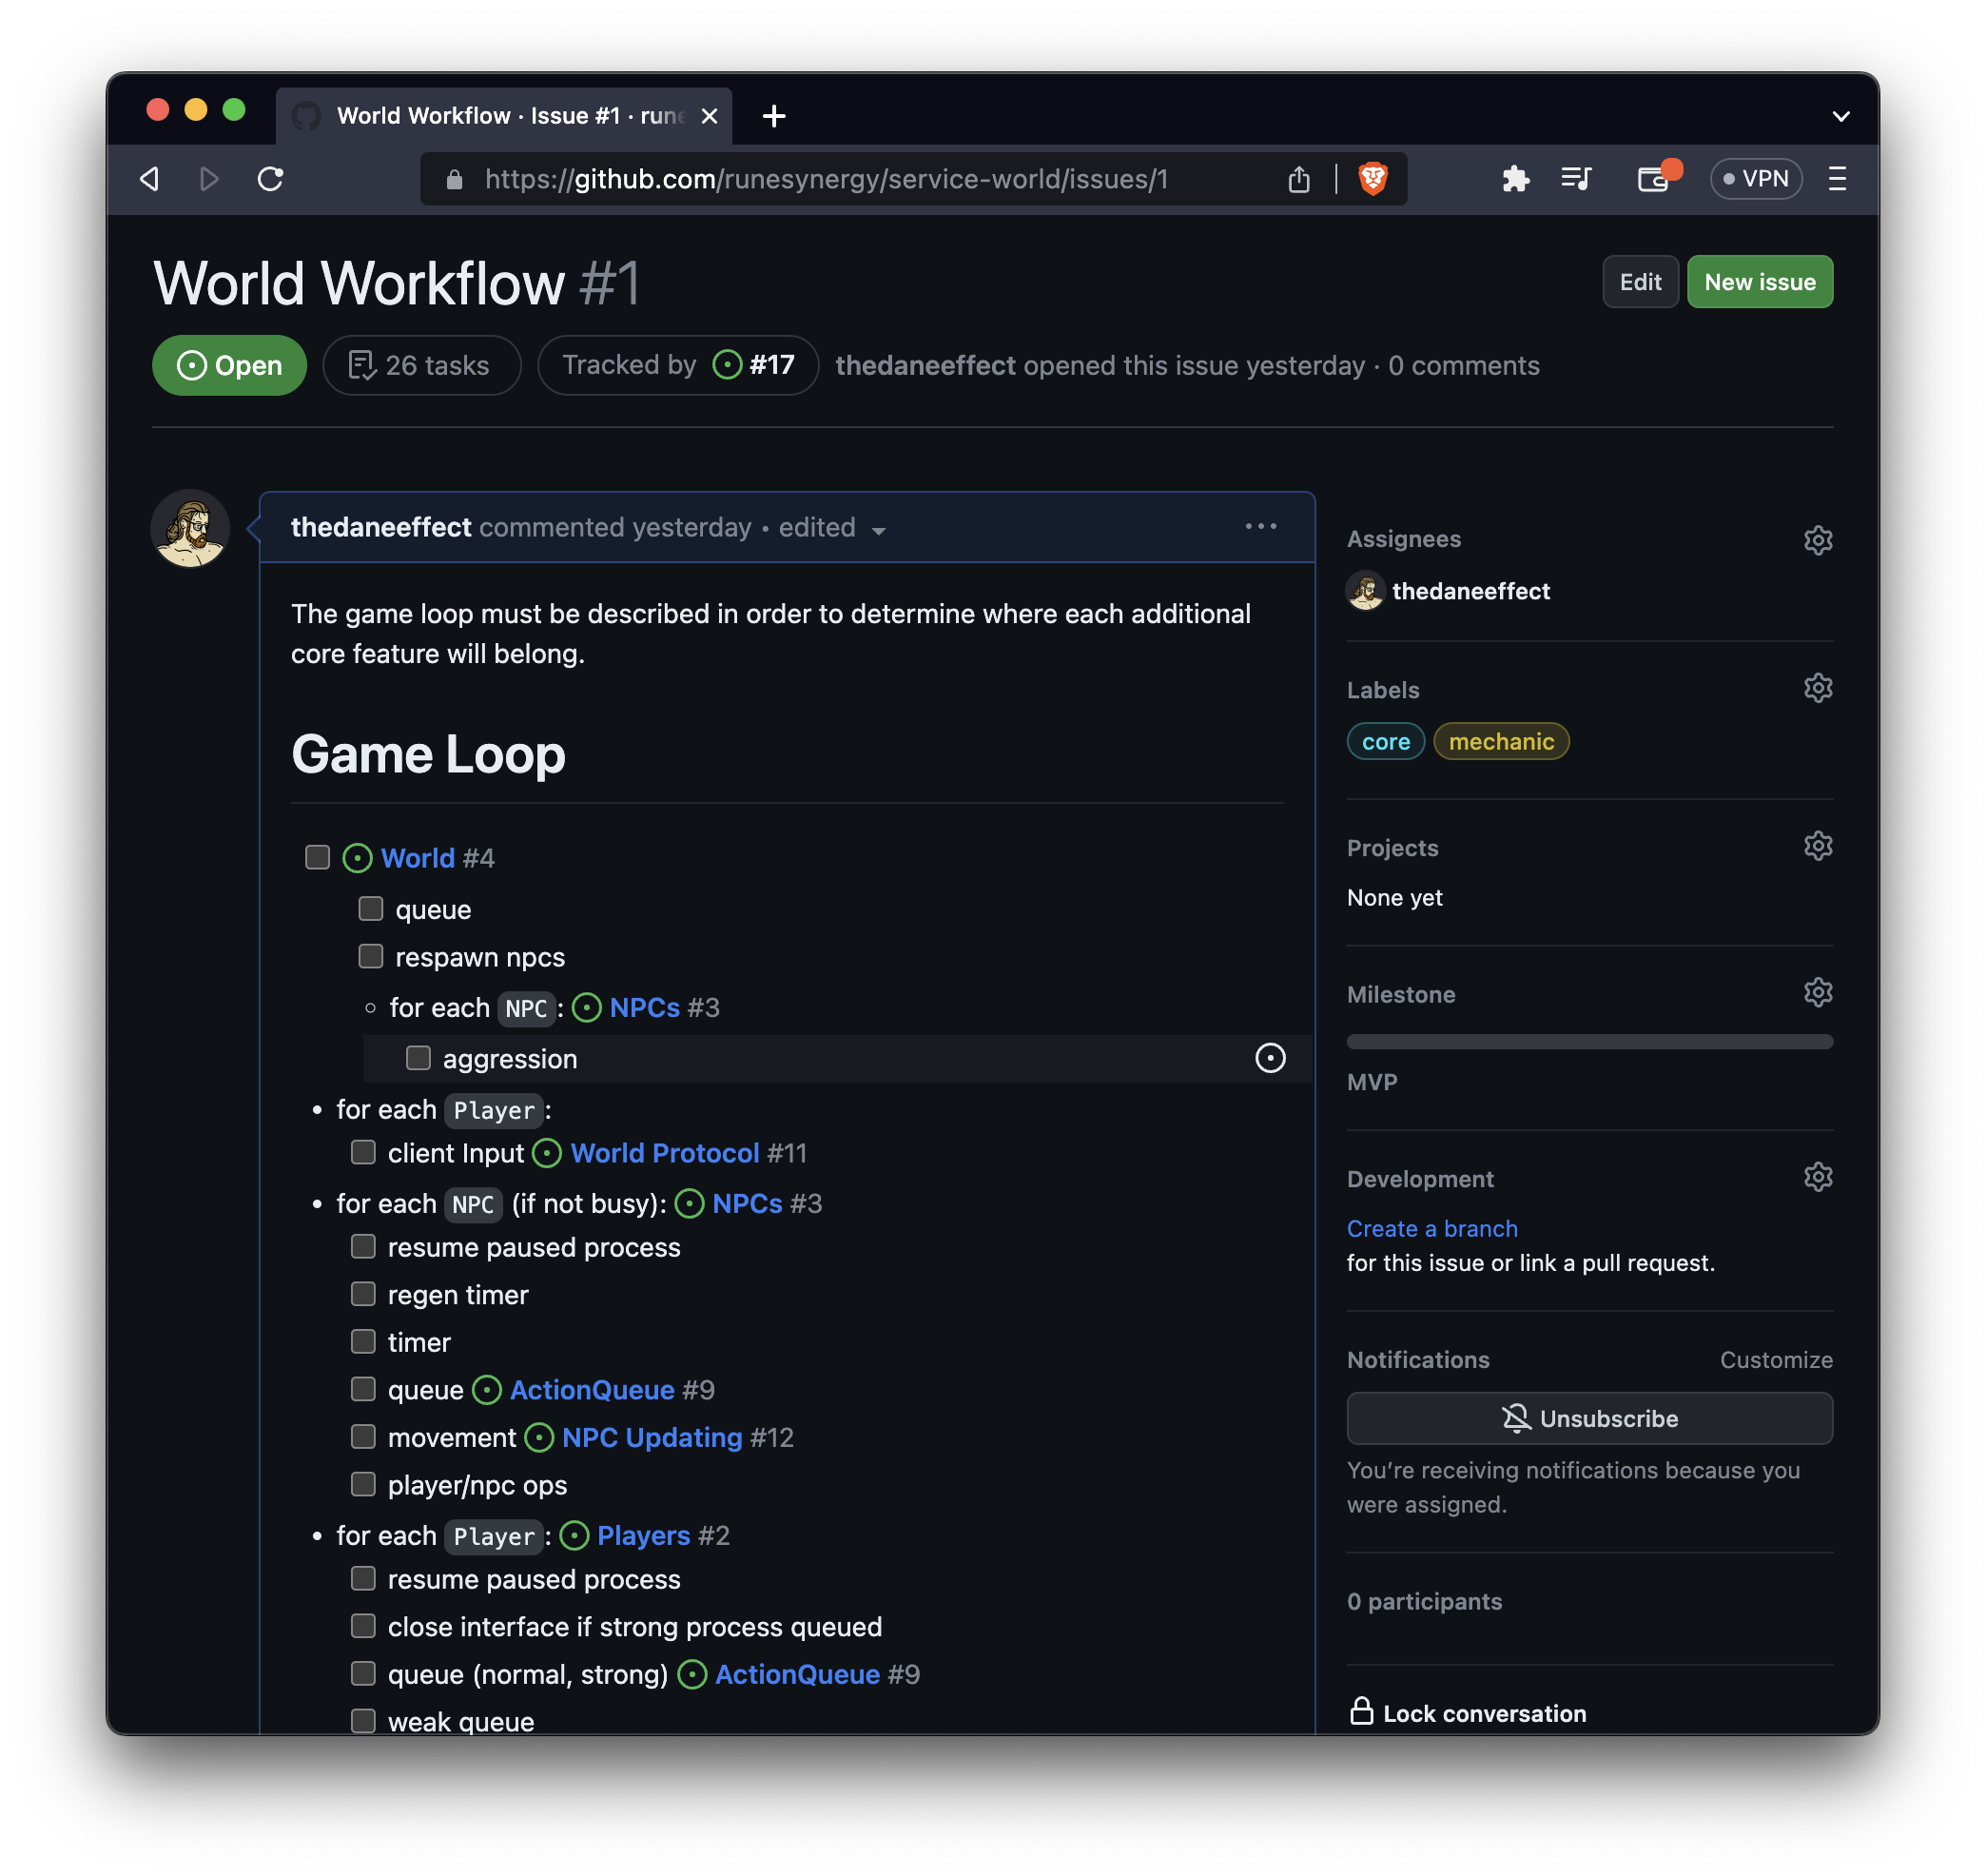 World Workflow · Issue #1 · rune
https://github.com/runesynergy/service-world/issues/1
VPN
World Workflow #1
Edit
New issue
Open
26 tasks
Tracked by #17
thedaneeffect opened this issue yesterday · 0 comments
thedaneeffect commented yesterday • edited
The game loop must be described in order to determine where each additional
core feature will belong.
Game Loop
World #4
queue
respawn npcs
for each NPC: NPCs #3
aggression
for each Player:
client Input World Protocol #11
for each NPC (if not busy): NPCs #3
resume paused process
regen timer
timer
queue ActionQueue #9
movement NPC Updating #12
player/npc ops
for each Player: Players #2
resume paused process
close interface if strong process queued
queue (normal, strong) ActionQueue #9
weak queue
Assignees
thedaneeffect
Labels
core mechanic
Projects
None yet
Milestone
MVP
Development
Create a branch
for this issue or link a pull request.
Notifications
Customize
Unsubscribe
You’re receiving notifications because you
were assigned.
0 participants
Lock conversation